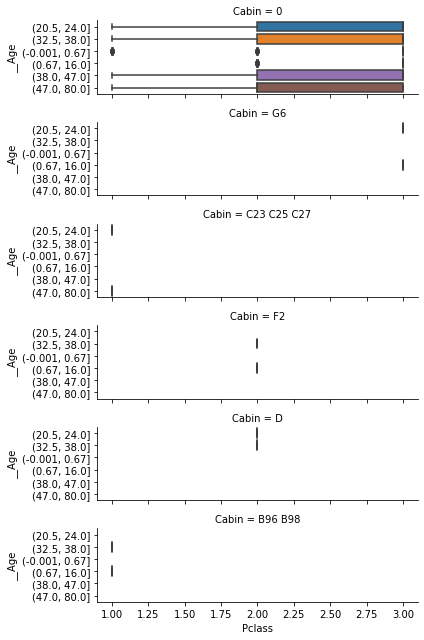 Cabin = 0
__Age
(20.5, 24.0]
(32.5, 38.0]
(-0.001, 0.67]
(0.67, 16.0]
(38.0, 47.0]
(47.0, 80.0]
Cabin = G6
__Age
(20.5, 24.0]
(32.5, 38.0]
(-0.001, 0.67]
(0.67, 16.0]
(38.0, 47.0]
(47.0, 80.0]
Cabin = C23 C25 C27
__Age
(20.5, 24.0]
(32.5, 38.0]
(-0.001, 0.67]
(0.67, 16.0]
(38.0, 47.0]
(47.0, 80.0]
Cabin = F2
__Age
(20.5, 24.0]
(32.5, 38.0]
(-0.001, 0.67]
(0.67, 16.0]
(38.0, 47.0]
(47.0, 80.0]
Cabin = D
__Age
(20.5, 24.0]
(32.5, 38.0]
(-0.001, 0.67]
(0.67, 16.0]
(38.0, 47.0]
(47.0, 80.0]
Cabin = B96 B98
__Age
(20.5, 24.0]
(32.5, 38.0]
(-0.001, 0.67]
(0.67, 16.0]
(38.0, 47.0]
(47.0, 80.0]
1.00 1.25 1.50 1.75 2.00 2.25 2.50 2.75 3.00
Pclass